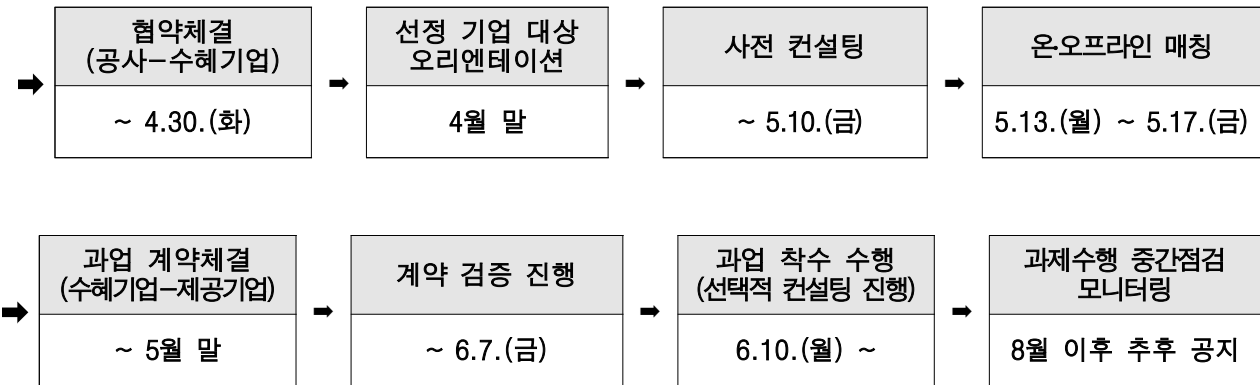 협약체결
(공사-수혜기업)
~ 4.30.(화)
선정 기업 대상
오리엔테이션
4월 말
사전 컨설팅
~ 5.10.(금)
온·오프라인 매칭
5.13.(월) ~ 5.17.(금)
과업 계약체결
(수혜기업-제공기업)
~ 5월 말
계약 검증 진행
~ 6.7.(금)
과업 착수 수행
(선택적 컨설팅 진행)
6.10.(월) ~
과제수행 중간점검
모니터링
8월 이후 추후 공지